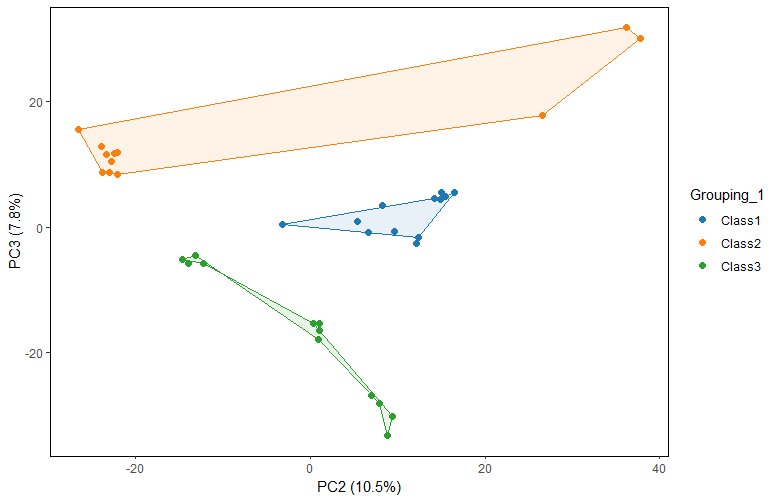 20
0
-20
PC3 (7.8%)
-20
0
20
40
PC2 (10.5%)
Grouping_1
Class1
Class2
Class3